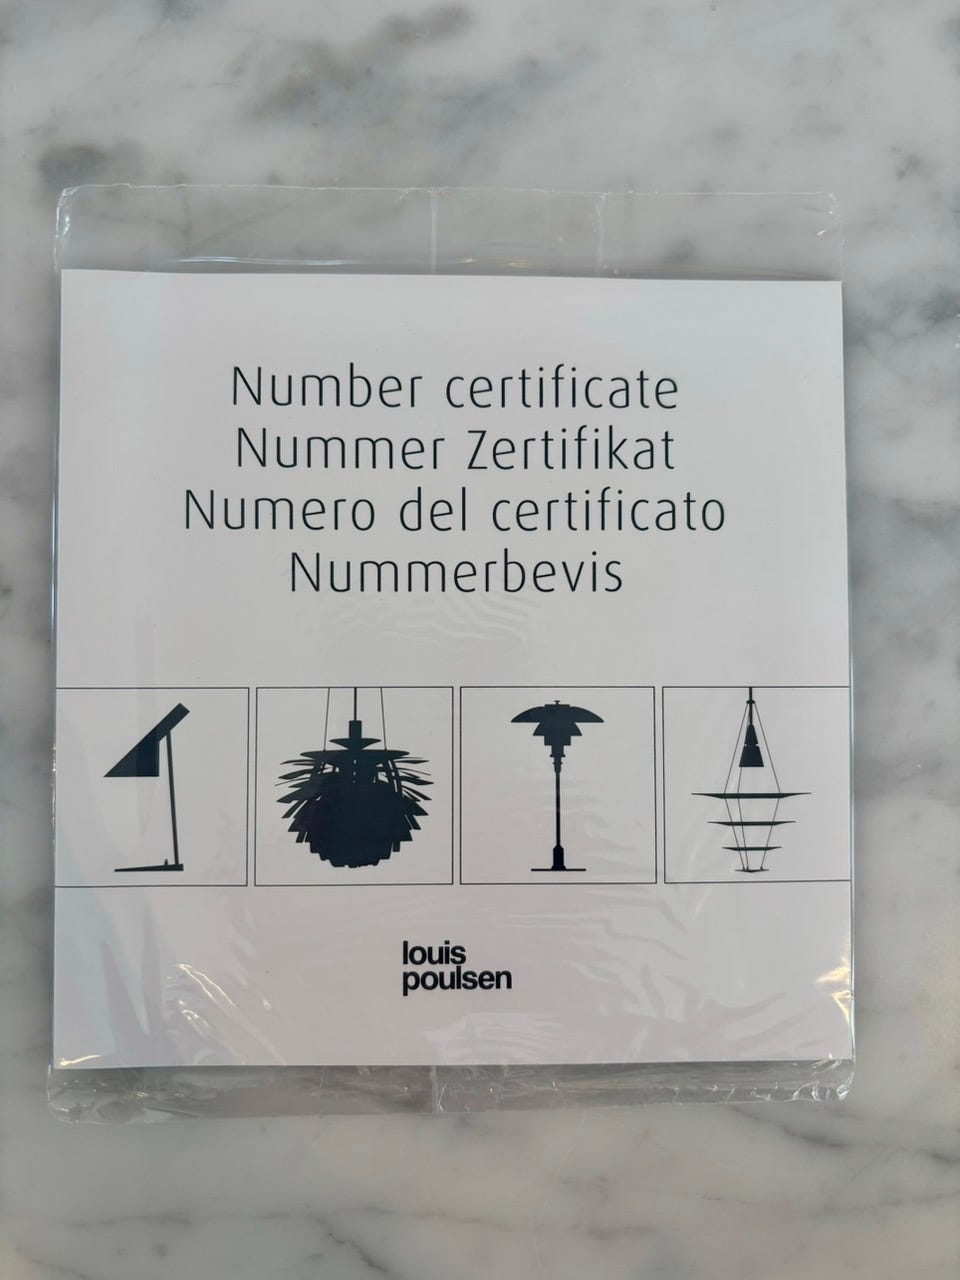 Number certificate
Nummer Zertifikat
Numero del certificato
Nummerbevis
louis
poulsen